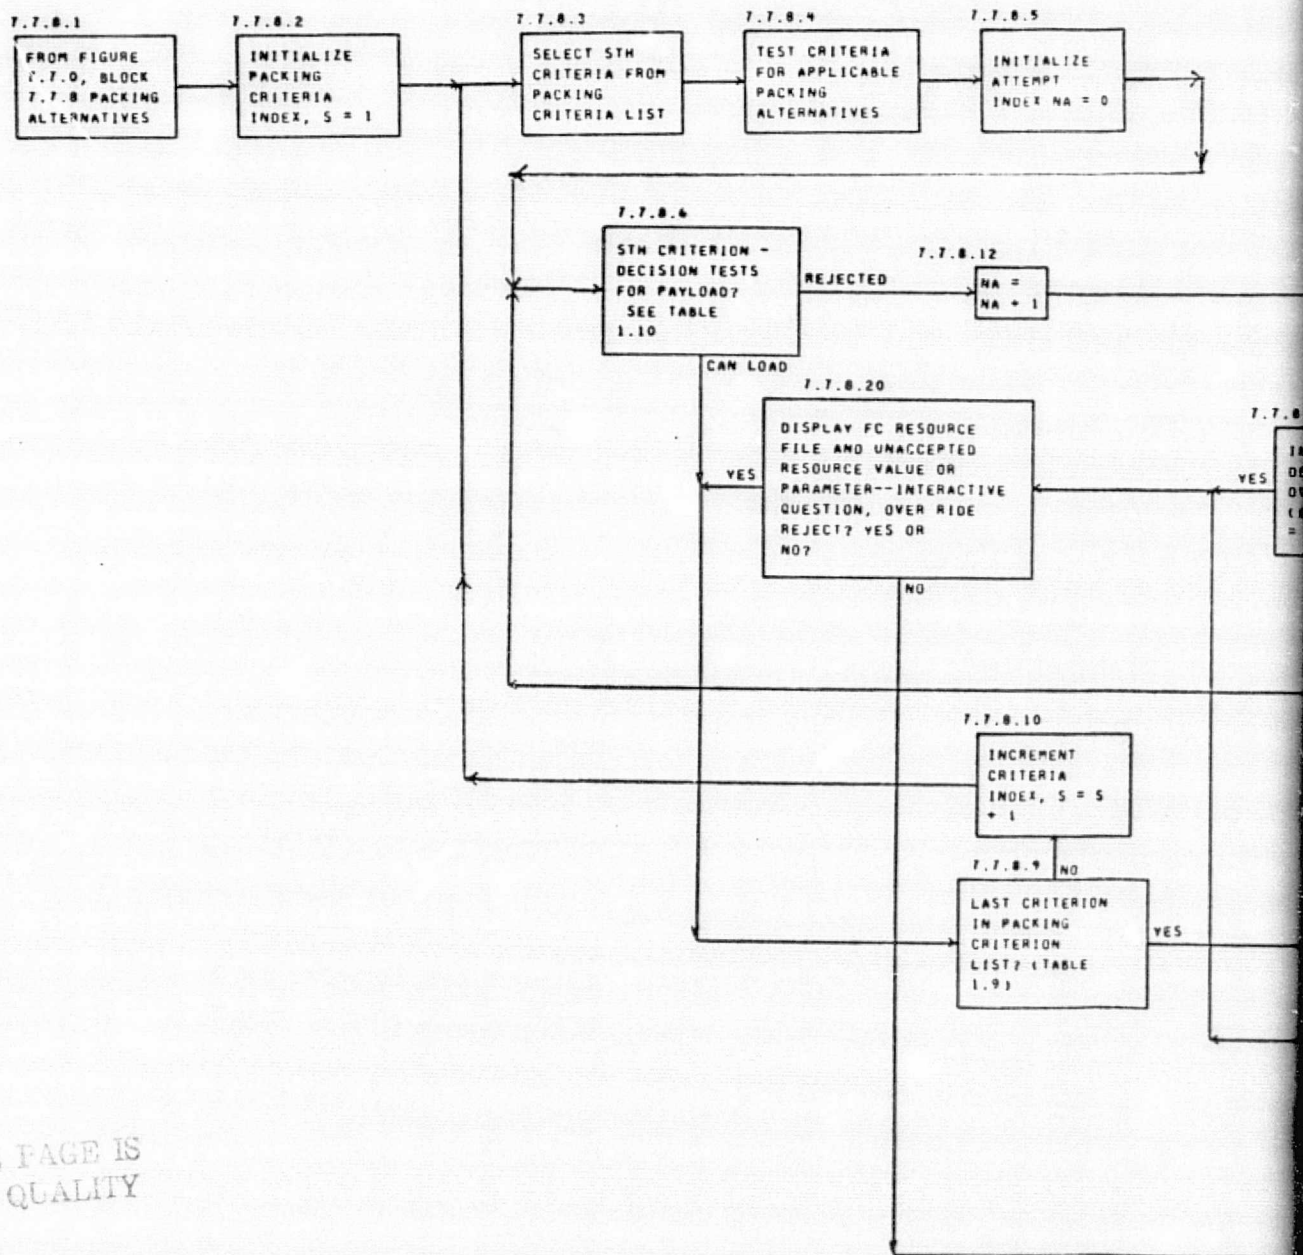 7.7.8.1
FROM FIGURE
7.7.0, BLOCK
7.7.8 PACKING
ALTERNATIVES
7.7.8.2
INITIALIZE
PACKING
CRITERIA
INDEX, S = 1
7.7.8.3
SELECT STH
CRITERIA FROM
PACKING
CRITERIA LIST
7.7.8.4
TEST CRITERIA
FOR APPLICABLE
PACKING
ALTERNATIVES
7.7.8.5
INITIALIZE
ATTEMPT
INDEX NA = 0
7.7.8.6
STH CRITERION -
DECISION TESTS
FOR PAYLOAD?
SEE TABLE
1.10
REJECTED
CAN LOAD
7.7.8.12
NA =
NA + 1
7.7.8.20
DISPLAY FC RESOURCE
FILE AND UNACCEPTED
RESOURCE VALUE OR
PARAMETER--INTERACTIVE
QUESTION, OVER RIDE
REJECT? YES OR
NO?
YES
NO
7.7.8
YES
=
7.7.8.10
INCREMENT
CRITERIA
INDEX, S = S
+ 1
7.7.8.9
NO
LAST CRITERION
IN PACKING
CRITERION
LIST? (TABLE
1.9)
YES
PAGE IS
QUALITY